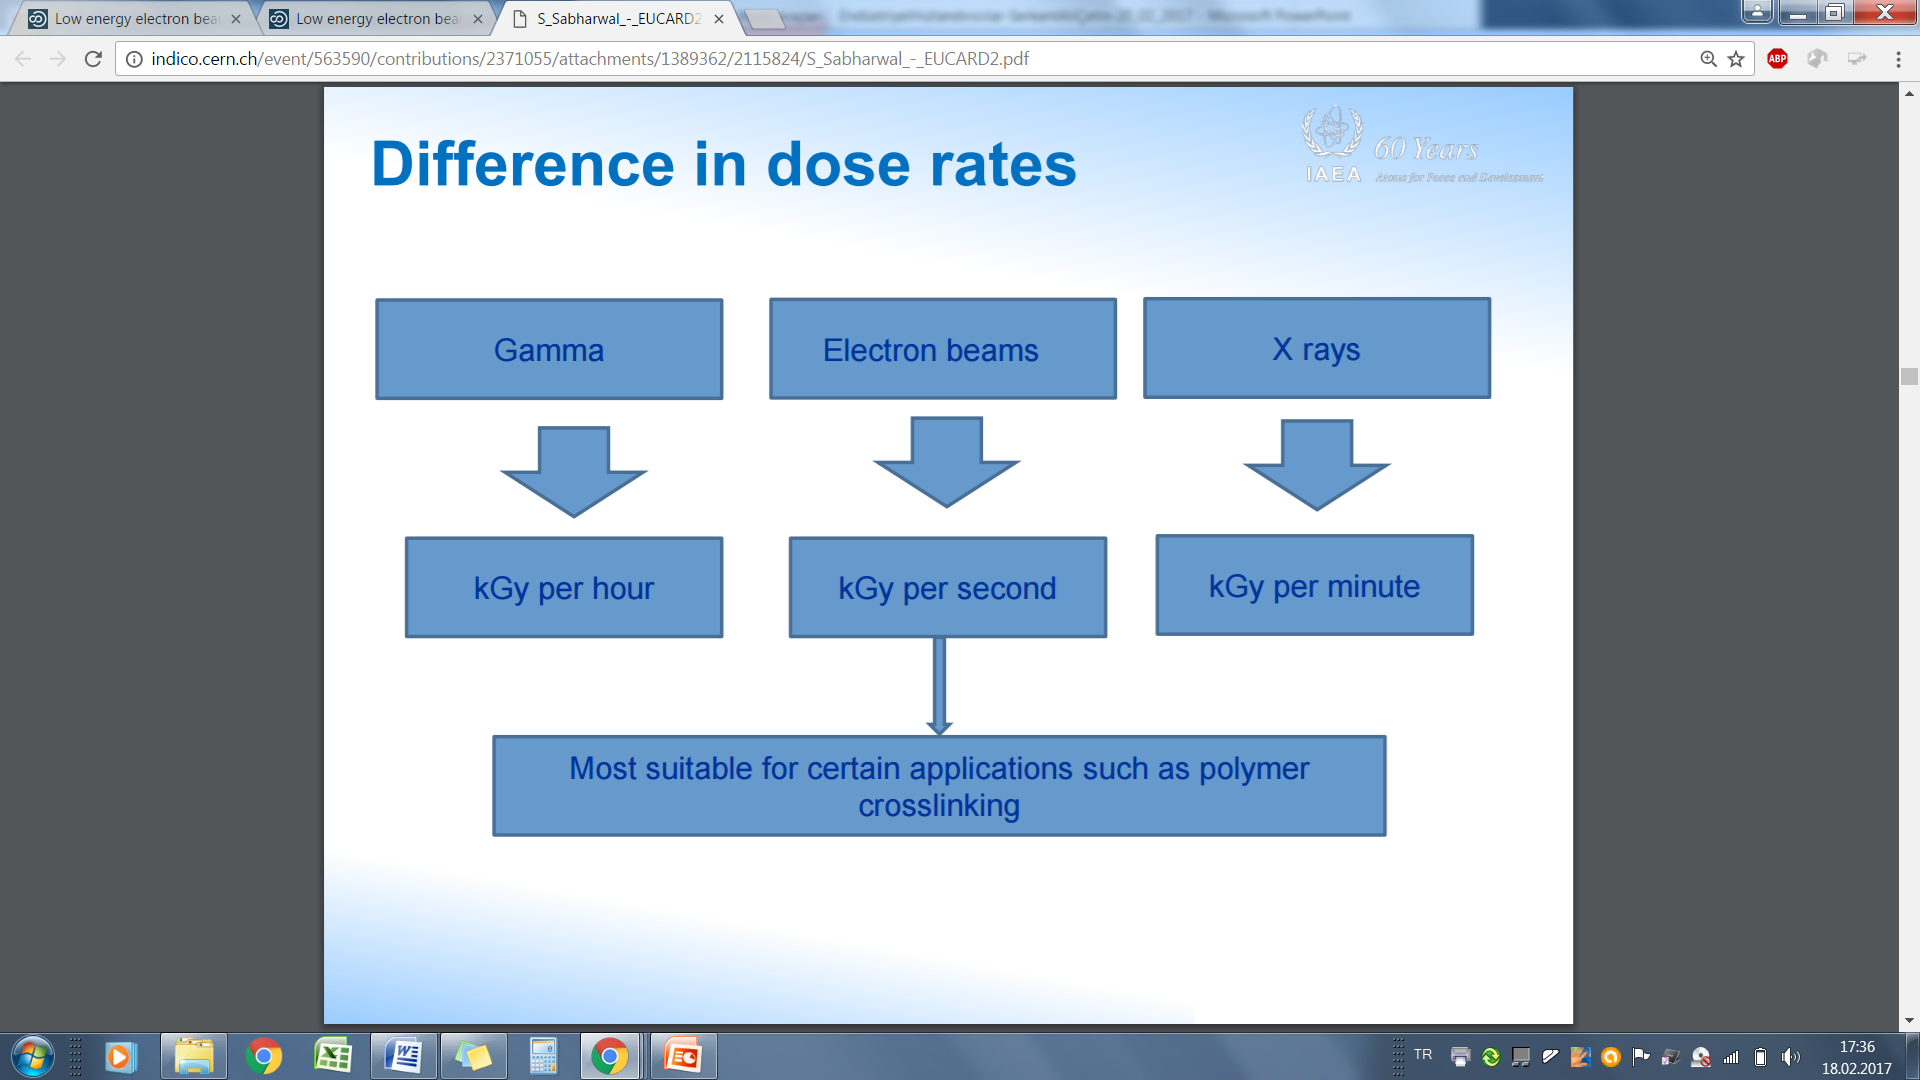 Low energy electron bea
Low energy electron bea
S_Sabharwal_-_EUCARD2
indico.cern.ch/event/563590/contributions/2371055/attachments/1389362/2115824/S_Sabharwal_-_EUCARD2.pdf
ABP
Difference in dose rates
60 Years
IAEA
Atoms for Peace and Development
Gamma
Electron beams
X rays
kGy per hour
kGy per second
kGy per minute
Most suitable for certain applications such as polymer
crosslinking
TR
17:36
18.02.2017